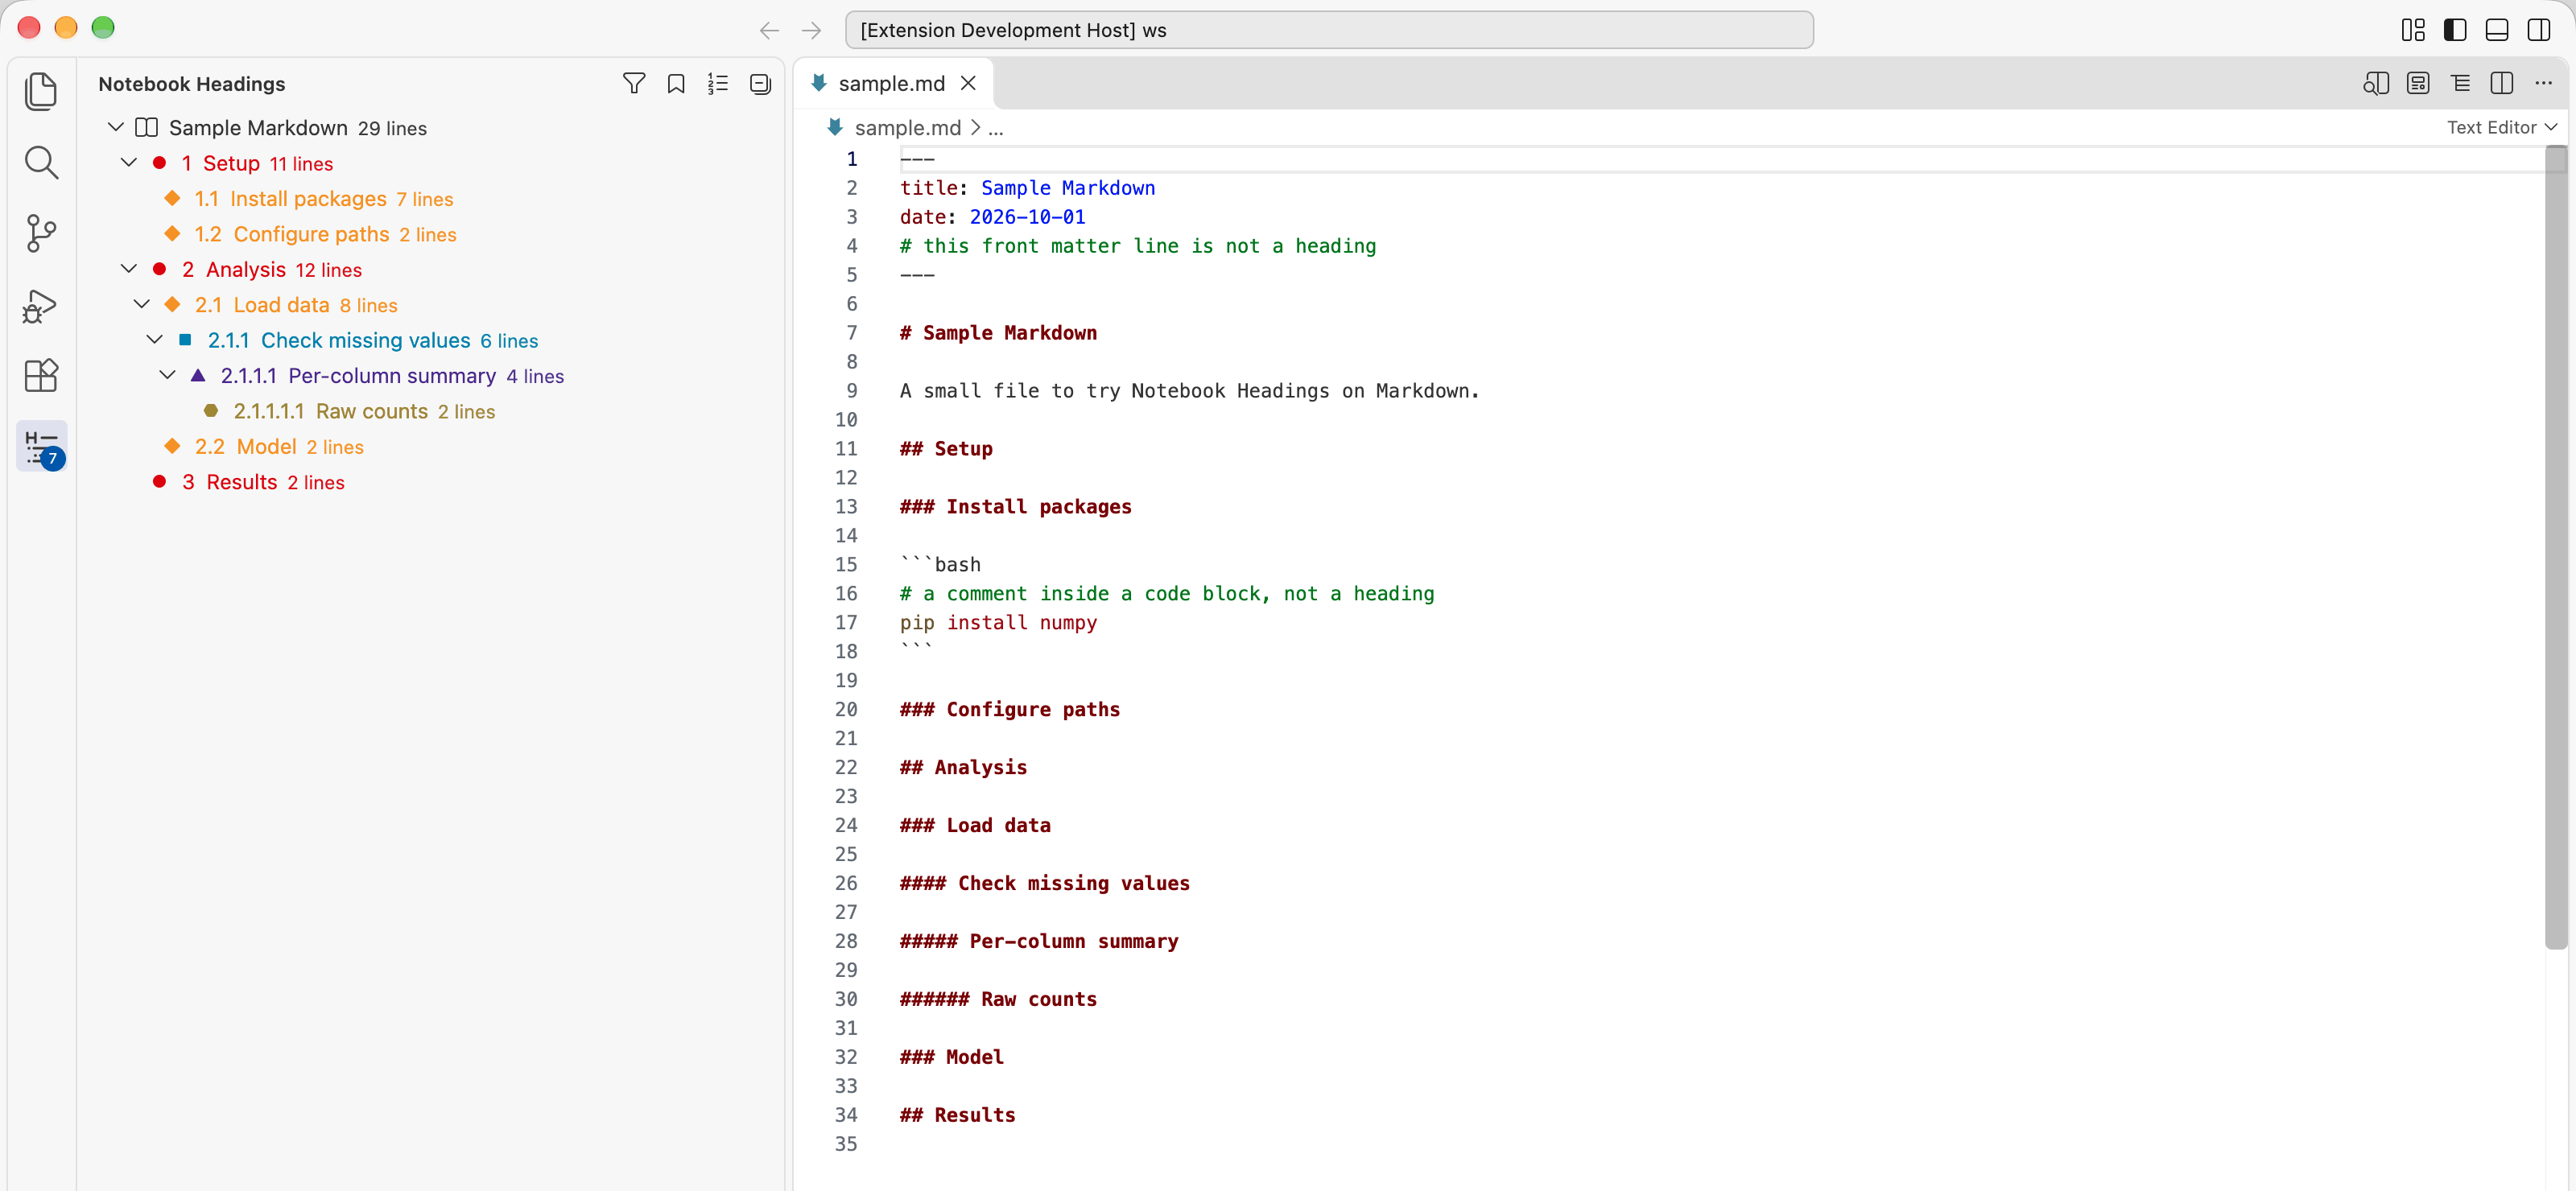 [Extension Development Host] ws
Notebook Headings
Sample Markdown 29 lines
1 Setup 11 lines
1.1 Install packages 7 lines
1.2 Configure paths 2 lines
2 Analysis 12 lines
2.1 Load data 8 lines
2.1.1 Check missing values 6 lines
2.1.1.1 Per-column summary 4 lines
2.1.1.1.1 Raw counts 2 lines
2.2 Model 2 lines
3 Results 2 lines
7
sample.md
sample.md > ...
Text Editor
1 ---
2 title: Sample Markdown
3 date: 2026-10-01
4 # this front matter line is not a heading
5 ---
6
7 # Sample Markdown
8
9 A small file to try Notebook Headings on Markdown.
10
11 ## Setup
12
13 ### Install packages
14
15 ```bash
16 # a comment inside a code block, not a heading
17 pip install numpy
18 ```
19
20 ### Configure paths
21
22 ## Analysis
23
24 ### Load data
25
26 #### Check missing values
27
28 ##### Per-column summary
29
30 ###### Raw counts
31
32 ### Model
33
34 ## Results
35